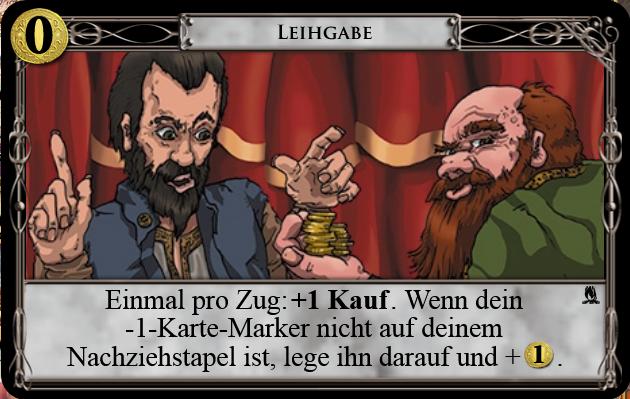 0
LEIHGABE
Einmal pro Zug: +1 Kauf. Wenn dein
-1-Karte-Marker nicht auf deinem
Nachziehstapel ist, lege ihn darauf und + 1 .